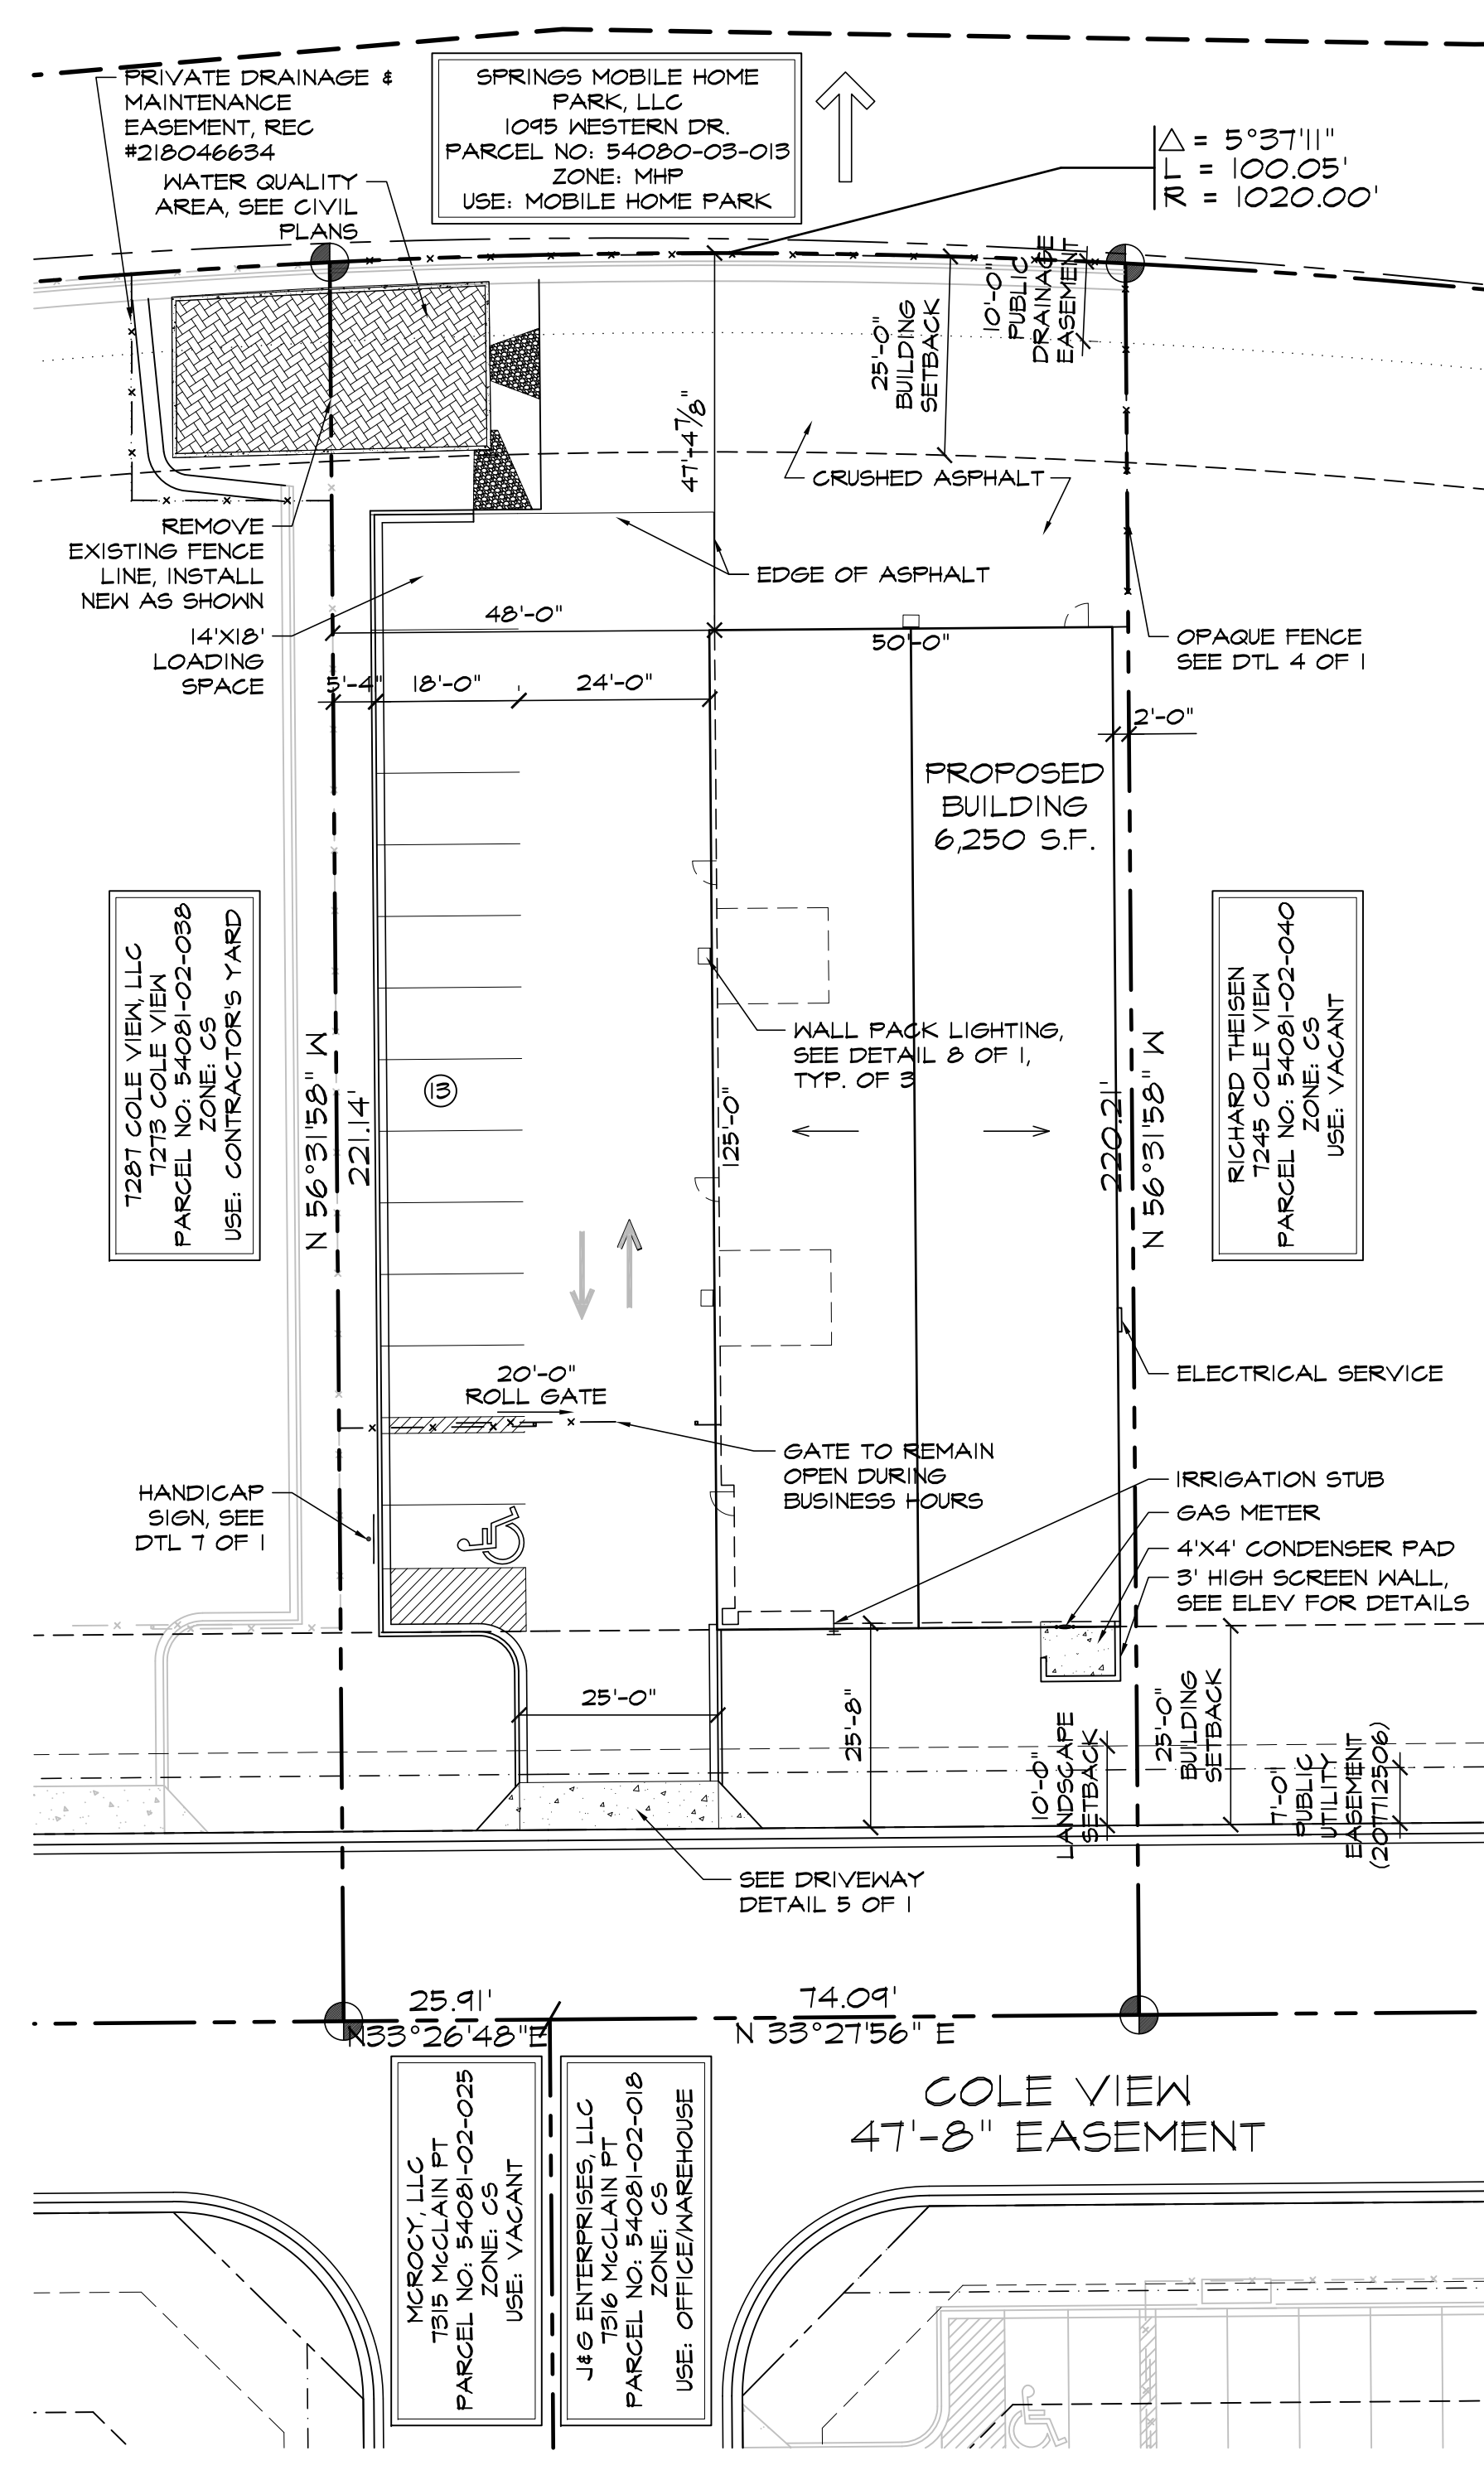 PRIVATE DRAINAGE &
MAINTENANCE
EASEMENT, REC
#218046634
WATER QUALITY
AREA, SEE CIVIL
PLANS
SPRINGS MOBILE HOME
PARK, LLC
1095 WESTERN DR.
PARCEL NO: 54080-03-013
ZONE: MHP
USE: MOBILE HOME PARK
△ = 5°37'11"
L = 100.05'
R = 1020.00'
25'-0"
BUILDING
SETBACK
10'-0"
PUBLIC
DRAINAGE
EASEMENT
47'-4⅞"
CRUSHED ASPHALT
REMOVE
EXISTING FENCE
LINE, INSTALL
NEW AS SHOWN
EDGE OF ASPHALT
14'X18'
LOADING
SPACE
48'-0"
50'-0"
OPAQUE FENCE
SEE DTL 4 OF 1
5'-4"
18'-0"
24'-0"
2'-0"
PROPOSED
BUILDING
6,250 S.F.
7287 COLE VIEW, LLC
7273 COLE VIEW
PARCEL NO: 54081-02-038
ZONE: CS
USE: CONTRACTOR'S YARD
RICHARD THEISEN
7245 COLE VIEW
PARCEL NO: 54081-02-040
ZONE: CS
USE: VACANT
WALL PACK LIGHTING,
SEE DETAIL 8 OF 1,
TYP. OF 3
N 56°31'58" W
221.14'
13
125'-0"
220.21'
N 56°31'58" W
20'-0"
ROLL GATE
ELECTRICAL SERVICE
GATE TO REMAIN
OPEN DURING
BUSINESS HOURS
HANDICAP
SIGN, SEE
DTL 7 OF 1
IRRIGATION STUB
GAS METER
4'X4' CONDENSER PAD
3' HIGH SCREEN WALL,
SEE ELEV FOR DETAILS
25'-0"
25'-8"
10'-0"
LANDSCAPE
SETBACK
25'-0"
BUILDING
SETBACK
7'-0"
PUBLIC
UTILITY
EASEMENT
(207712506)
SEE DRIVEWAY
DETAIL 5 OF 1
25.91'
N33°26'48"E
74.09'
N 33°27'56" E
COLE VIEW
47'-8" EASEMENT
MCROCY, LLC
7315 McCLAIN PT
PARCEL NO: 54081-02-025
ZONE: CS
USE: VACANT
J&G ENTERPRISES, LLC
7316 McCLAIN PT
PARCEL NO: 54081-02-018
ZONE: CS
USE: OFFICE/WAREHOUSE